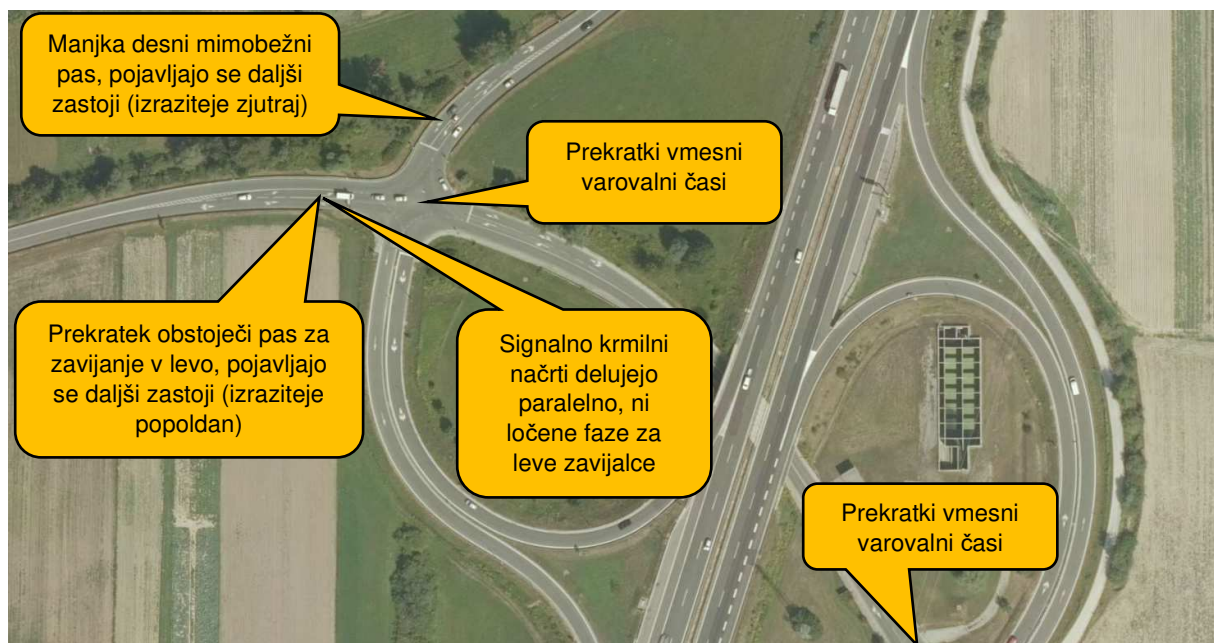 Manjka desni mimobežni
pas, pojavljajo se daljši
zastoji (izraziteje zjutraj)
Prekratki vmesni
varovalni časi
Prekratek obstoječi pas za
zavijanje v levo, pojavljajo
se daljši zastoji (izraziteje
popoldan)
Signalno krmilni
načrti delujejo
paralelno, ni
ločene faze za
leve zavijalce
Prekratki vmesni
varovalni časi